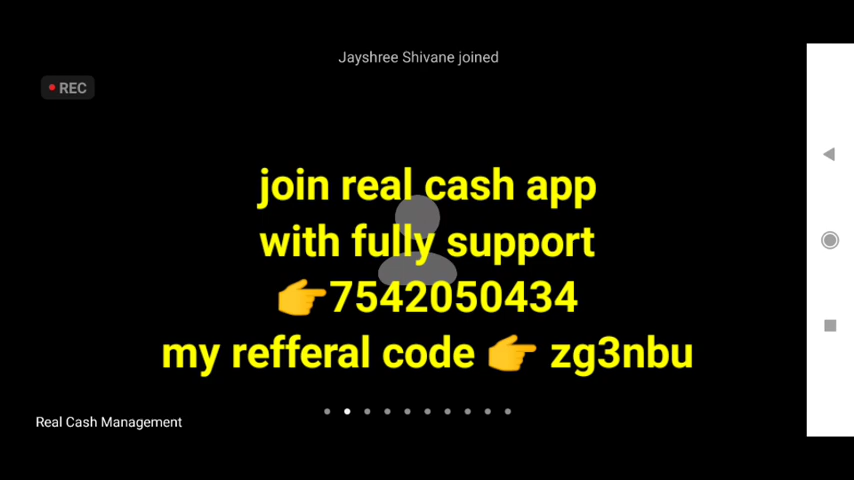 Jayshree Shivane joined
REC
join real cash app
with fully support
👉7542050434
my refferal code 👉 zg3nbu
Real Cash Management